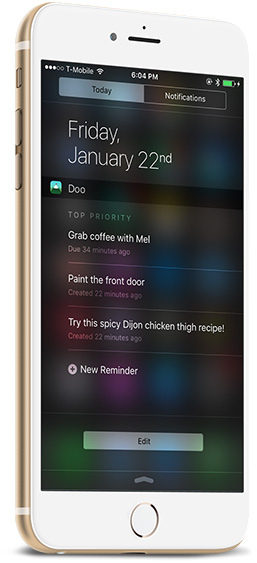 T-Mobile 6:04 PM
Today Notifications
Friday,
January 22nd
Doo
TOP PRIORITY
Grab coffee with Mel
Due 34 minutes ago
Paint the front door
Created 22 minutes ago
Try this spicy Dijon chicken thigh recipe!
Created 22 minutes ago
New Reminder
Edit